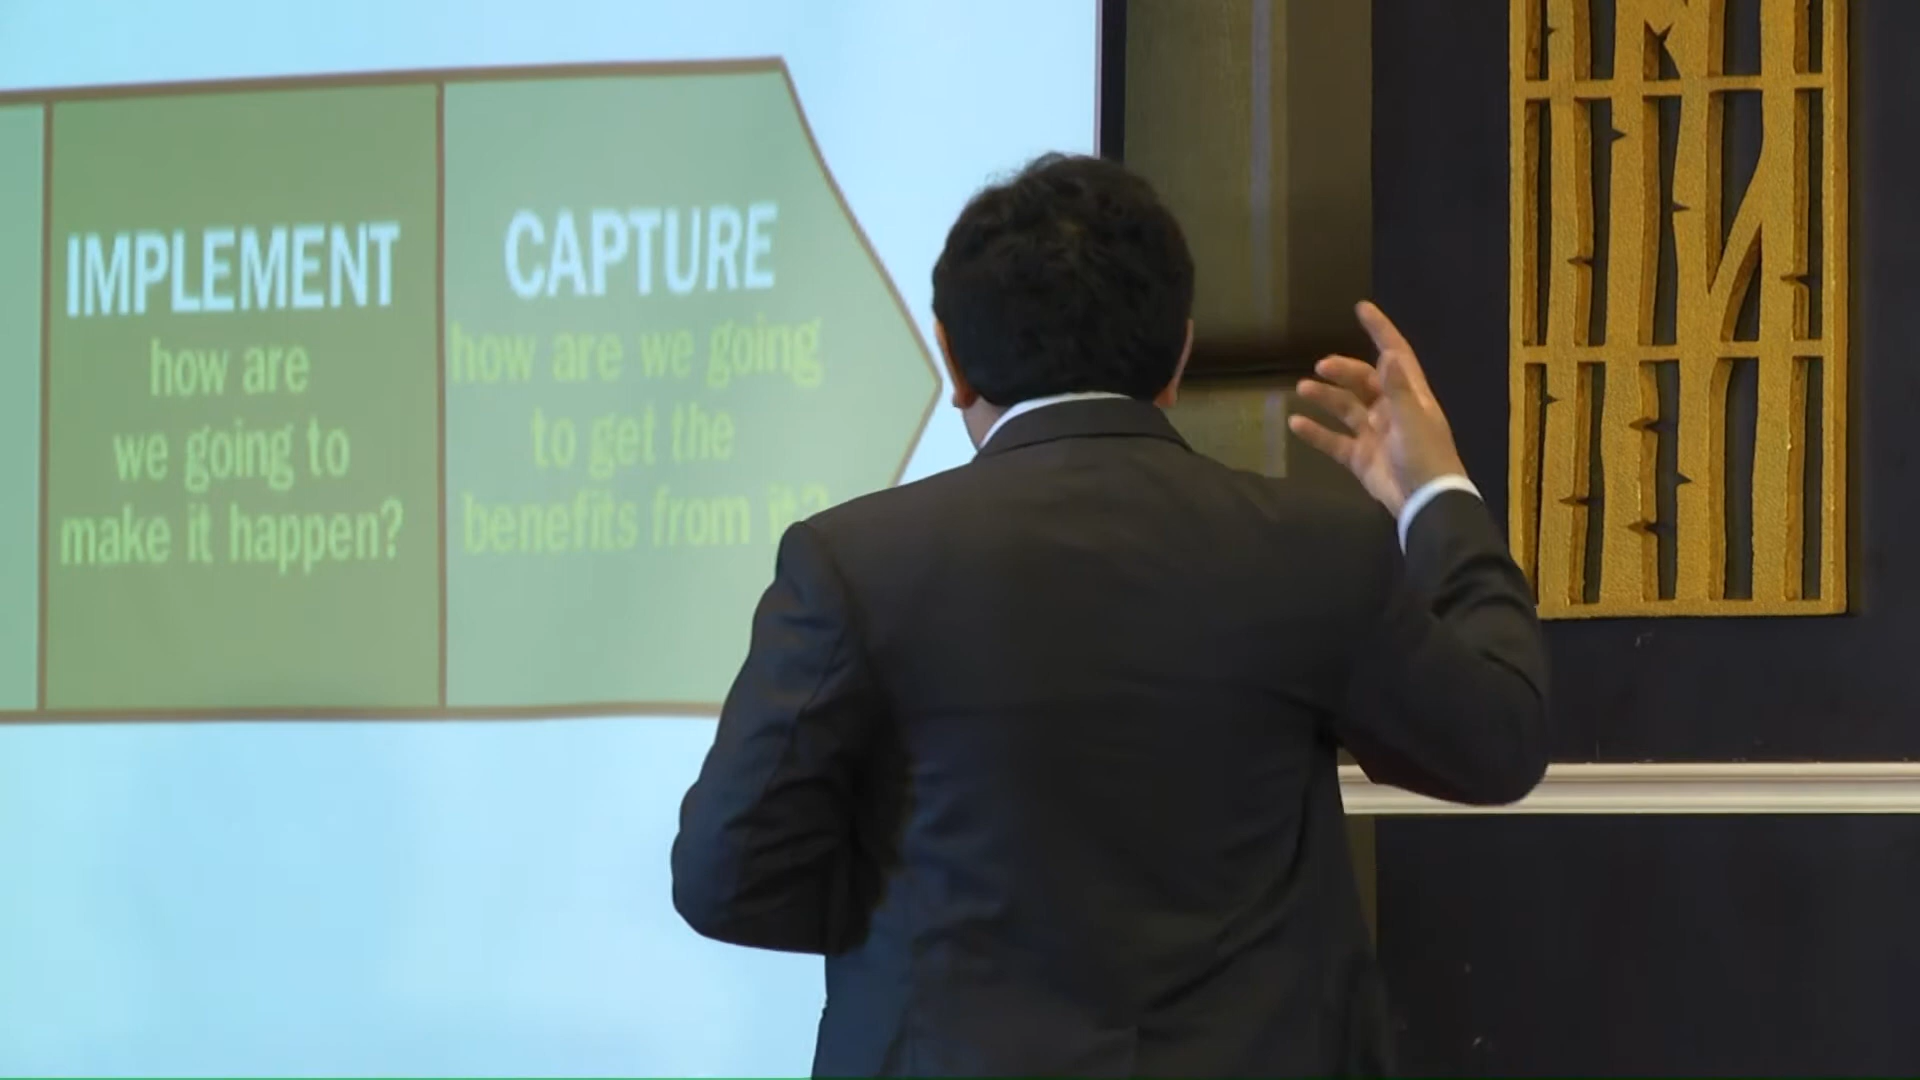 IMPLEMENT
how are
we going to
make it happen?
CAPTURE
how are we going
to get the
benefits from it?